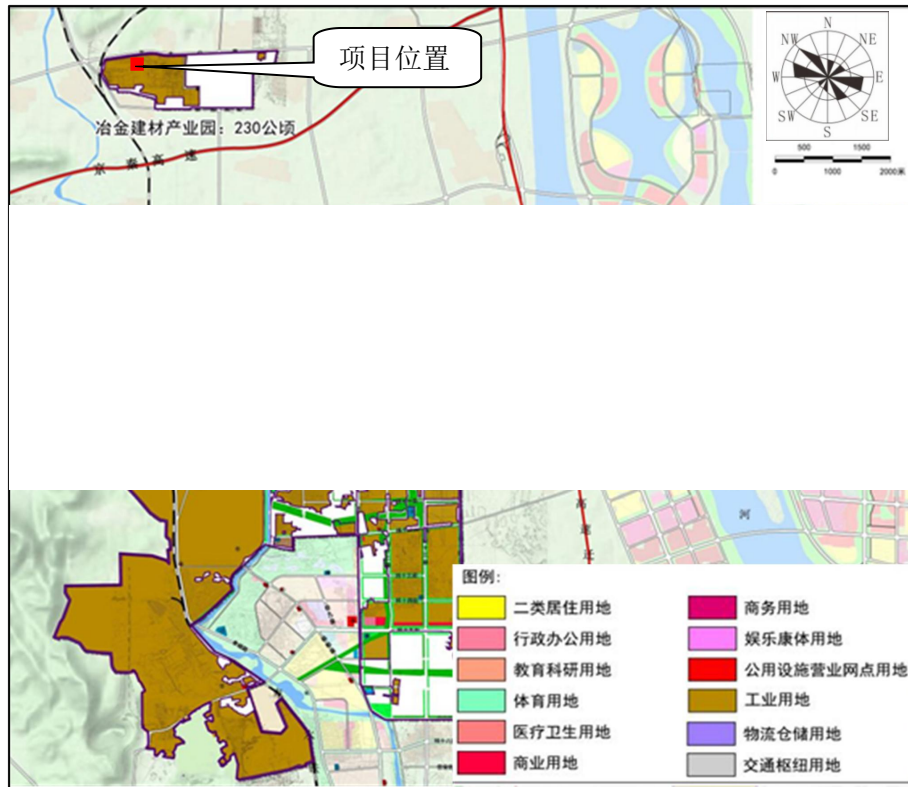 项目位置
N
NW
NE
W
E
SW
SE
S
冶金建材产业园:230公顷
京秦高速
500
1500
0
1000
2000米
高速迁
河
图例:
二类居住用地
商务用地
行政办公用地
娱乐康体用地
教育科研用地
公用设施营业网点用地
体育用地
工业用地
医疗卫生用地
物流仓储用地
商业用地
交通枢纽用地